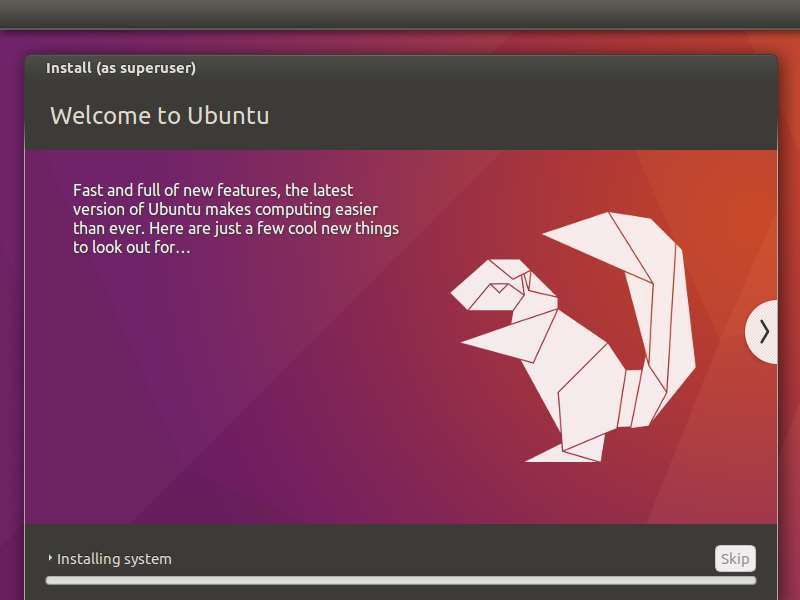 Install (as superuser)
Welcome to Ubuntu
Fast and full of new features, the latest
version of Ubuntu makes computing easier
than ever. Here are just a few cool new things
to look out for…
Installing system
Skip